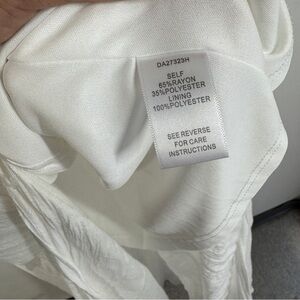 DA27323H
SELF
65%RAYON
35%POLYESTER
LINING
100%POLYESTER
SEE REVERSE
FOR CARE
INSTRUCTIONS